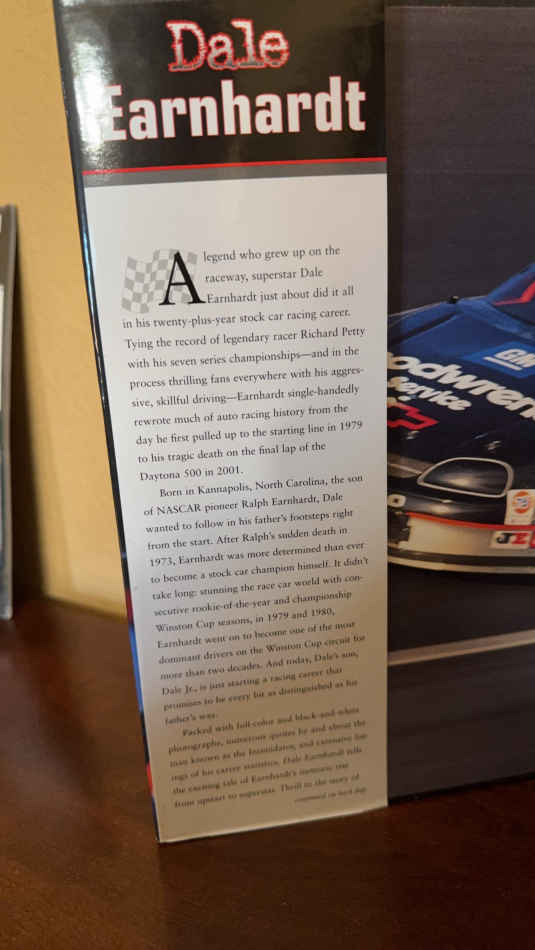 Dale
Earnhardt
A legend who grew up on the
raceway, superstar Dale
Earnhardt just about did it all
in his twenty-plus-year stock car racing career.
Tying the record of legendary racer Richard Petty
with his seven series championships—and in the
process thrilling fans everywhere with his aggres-
sive, skillful driving—Earnhardt single-handedly
rewrote much of auto racing history from the
day he first pulled up to the starting line in 1979
to his tragic death on the final lap of the
Daytona 500 in 2001.
Born in Kannapolis, North Carolina, the son
of NASCAR pioneer Ralph Earnhardt, Dale
wanted to follow in his father's footsteps right
from the start. After Ralph's sudden death in
1973, Earnhardt was more determined than ever
to become a stock car champion himself. It didn't
take long: stunning the race car world with con-
secutive rookie-of-the-year and championship
Winston Cup seasons, in 1979 and 1980,
Earnhardt went on to become one of the most
dominant drivers on the Winston Cup circuit for
more than two decades. And today, Dale's son,
Dale Jr., is just starting a racing career that
promises to be every bit as distinguished as his
father's was.
Packed with full-color and black-and-white
photographs, numerous quotes by and about the
man known as the Intimidator, and extensive list-
ings of his career statistics, Dale Earnhardt tells
the exciting tale of Earnhardt's meteoric rise
from upstart to superstar. Thrill to the story of
continued on back flap
GM
oodwren
Service